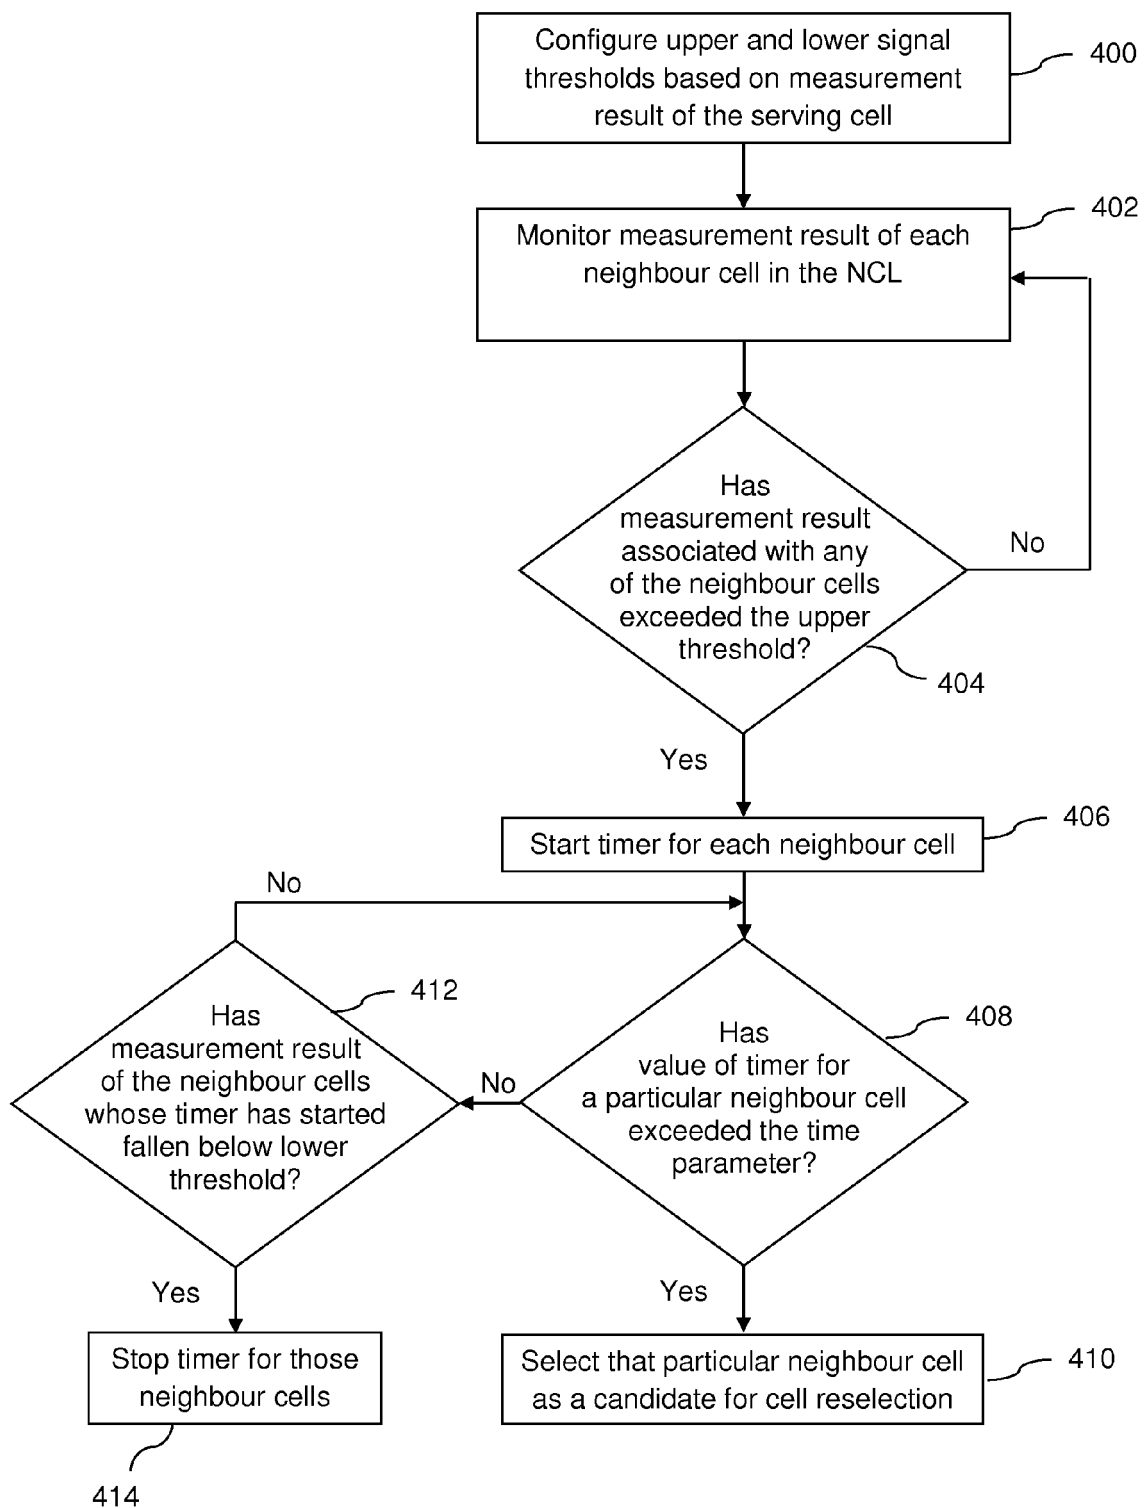 Configure upper and lower signal
thresholds based on measurement
result of the serving cell
400
402
Monitor measurement result of each
neighbour cell in the NCL
Has
measurement result
associated with any
of the neighbour cells
exceeded the upper
threshold?
No
404
Yes
406
Start timer for each neighbour cell
No
412
Has
measurement result
of the neighbour cells
whose timer has started
fallen below lower
threshold?
No
408
Has
value of timer for
a particular neighbour cell
exceeded the time
parameter?
Yes
Yes
Stop timer for those
neighbour cells
414
Select that particular neighbour cell
as a candidate for cell reselection
410